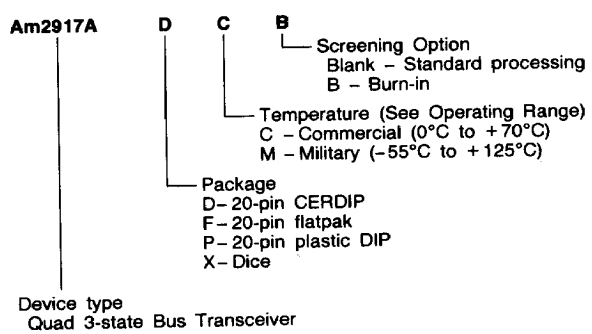 Am2917A D C B
Screening Option
Blank – Standard processing
B – Burn-in
Temperature (See Operating Range)
C – Commercial (0°C to +70°C)
M – Military (–55°C to +125°C)
Package
D – 20-pin CERDIP
F – 20-pin flatpak
P – 20-pin plastic DIP
X – Dice
Device type
Quad 3-state Bus Transceiver